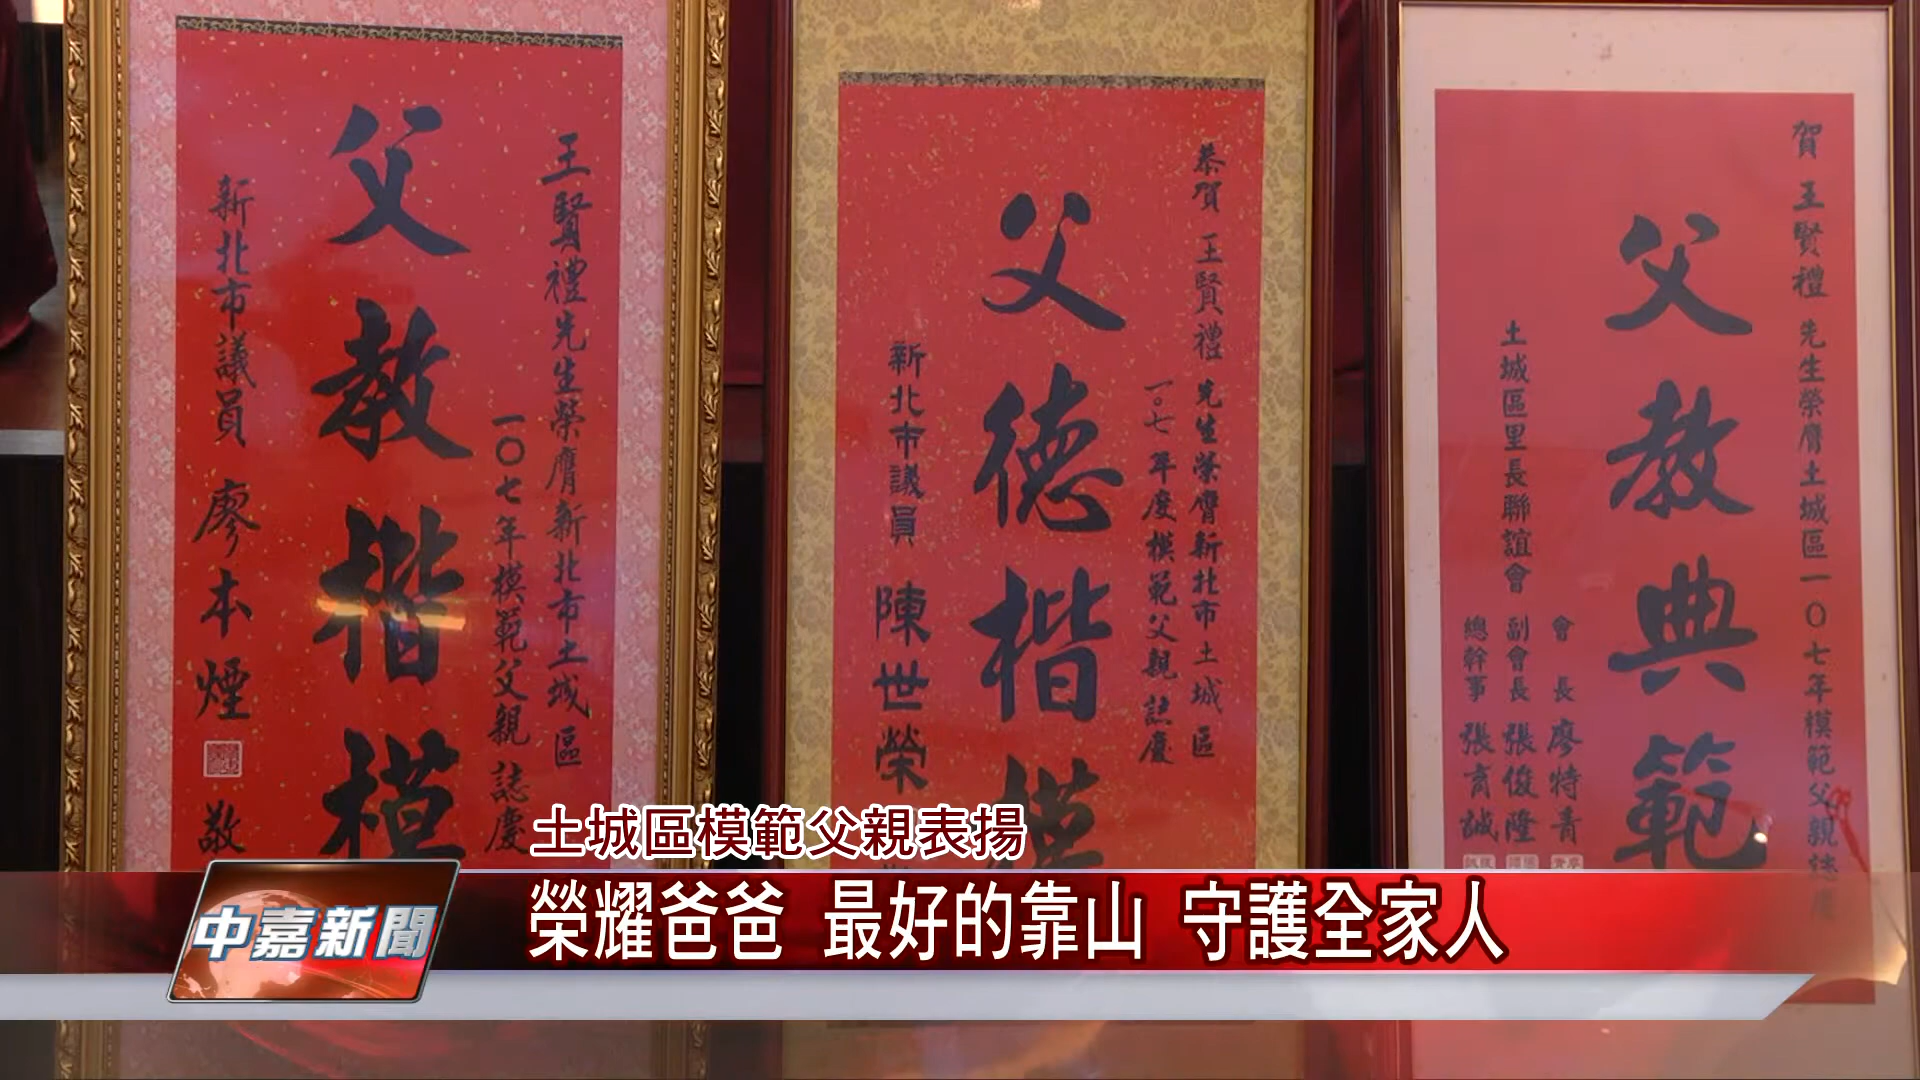 王賢禮先生榮膺新北市土城區
一〇七年模範父親 誌慶
父教楷模
新北市議員 廖本煙 敬
恭賀 王賢禮 先生榮膺新北市土城區
一〇七年度模範父親誌慶
父德楷模
新北市議員 陳世榮
賀 王賢禮 先生榮膺土城區一〇七年模範父親誌慶
父教典範
土城區里長聯誼會
會長 廖特青
副會長 張俊隆
總幹事 張育誠
土城區模範父親表揚
中嘉新聞
榮耀爸爸 最好的靠山 守護全家人